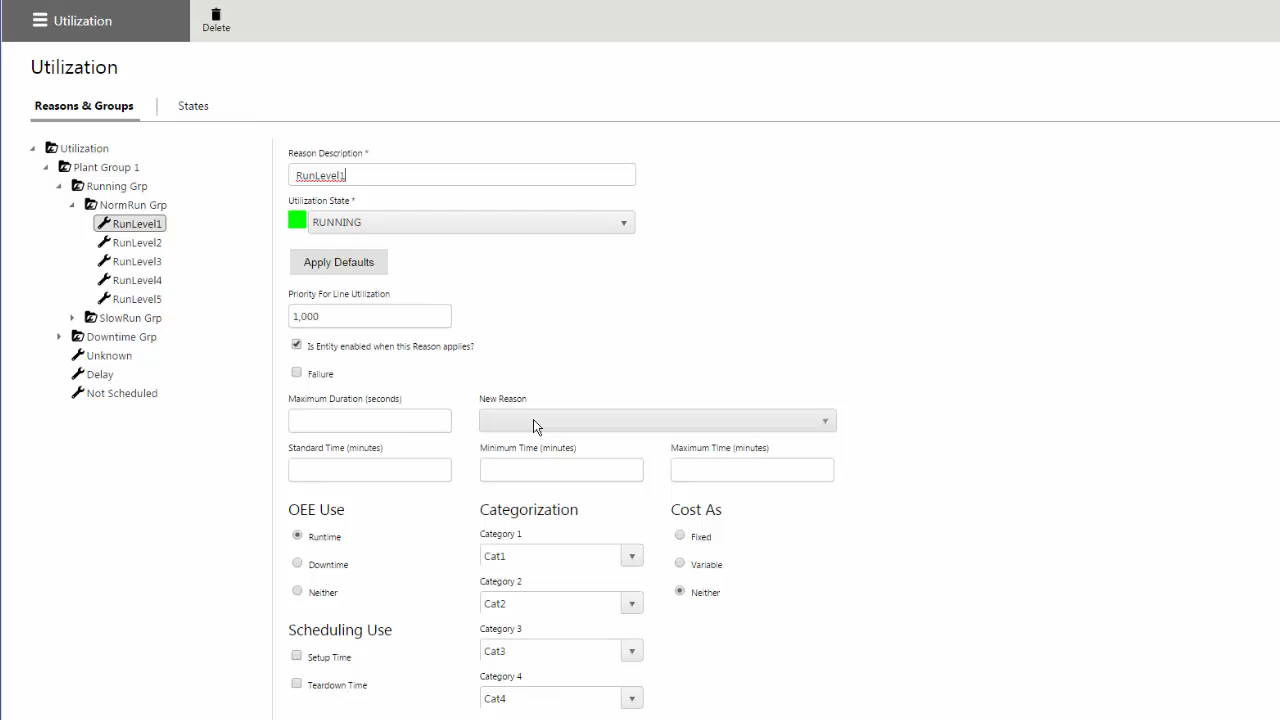 Utilization
Delete
Utilization
Reasons & Groups
States
Utilization
Plant Group 1
Running Grp
NormRun Grp
RunLevel1
RunLevel2
RunLevel3
RunLevel4
RunLevel5
SlowRun Grp
Downtime Grp
Unknown
Delay
Not Scheduled
Reason Description *
RunLevel1
Utilization State *
RUNNING
Apply Defaults
Priority For Line Utilization
1,000
Is Entity enabled when this Reason applies?
Failure
Maximum Duration (seconds)
New Reason
Standard Time (minutes)
Minimum Time (minutes)
Maximum Time (minutes)
OEE Use
Runtime
Downtime
Neither
Scheduling Use
Setup Time
Teardown Time
Categorization
Category 1
Cat1
Category 2
Cat2
Category 3
Cat3
Category 4
Cat4
Cost As
Fixed
Variable
Neither